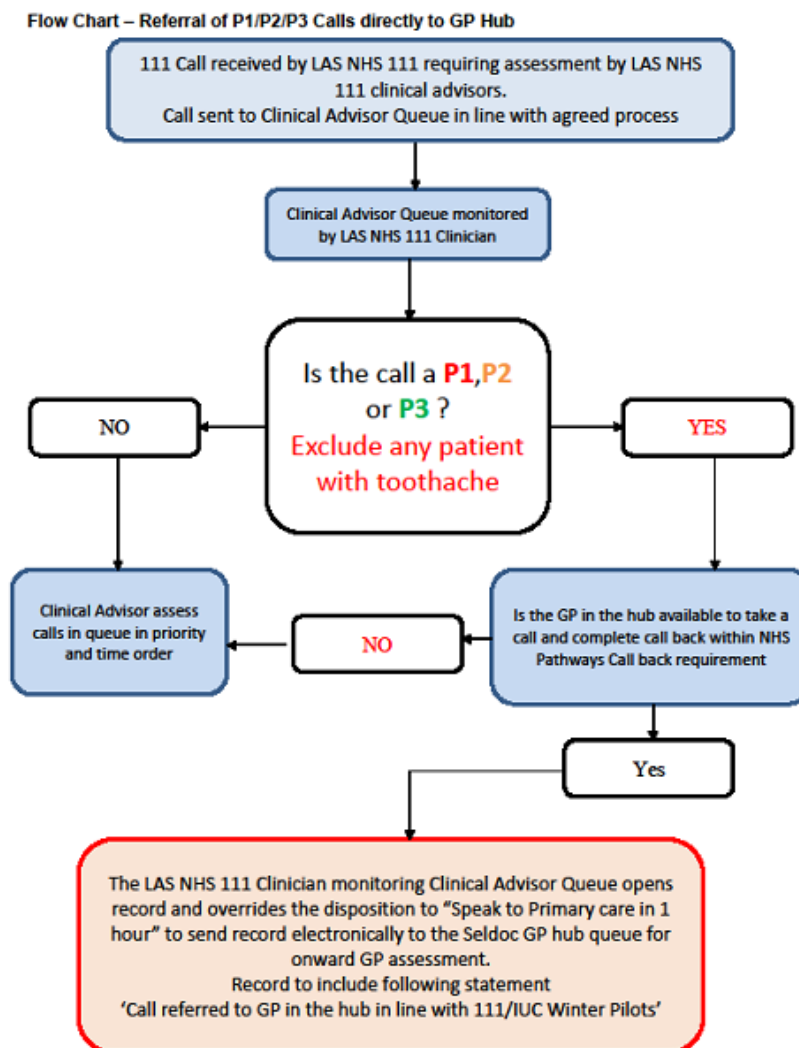 Flow Chart – Referral of P1/P2/P3 Calls directly to GP Hub
111 Call received by LAS NHS 111 requiring assessment by LAS NHS
111 clinical advisors.
Call sent to Clinical Advisor Queue in line with agreed process
Clinical Advisor Queue monitored
by LAS NHS 111 Clinician
Is the call a P1,P2
or P3 ?
Exclude any patient
with toothache
NO
YES
Clinical Advisor assess
calls in queue in priority
and time order
NO
Is the GP in the hub available to take a
call and complete call back within NHS
Pathways Call back requirement
Yes
The LAS NHS 111 Clinician monitoring Clinical Advisor Queue opens
record and overrides the disposition to “Speak to Primary care in 1
hour” to send record electronically to the Seldoc GP hub queue for
onward GP assessment.
Record to include following statement
‘Call referred to GP in the hub in line with 111/IUC Winter Pilots’